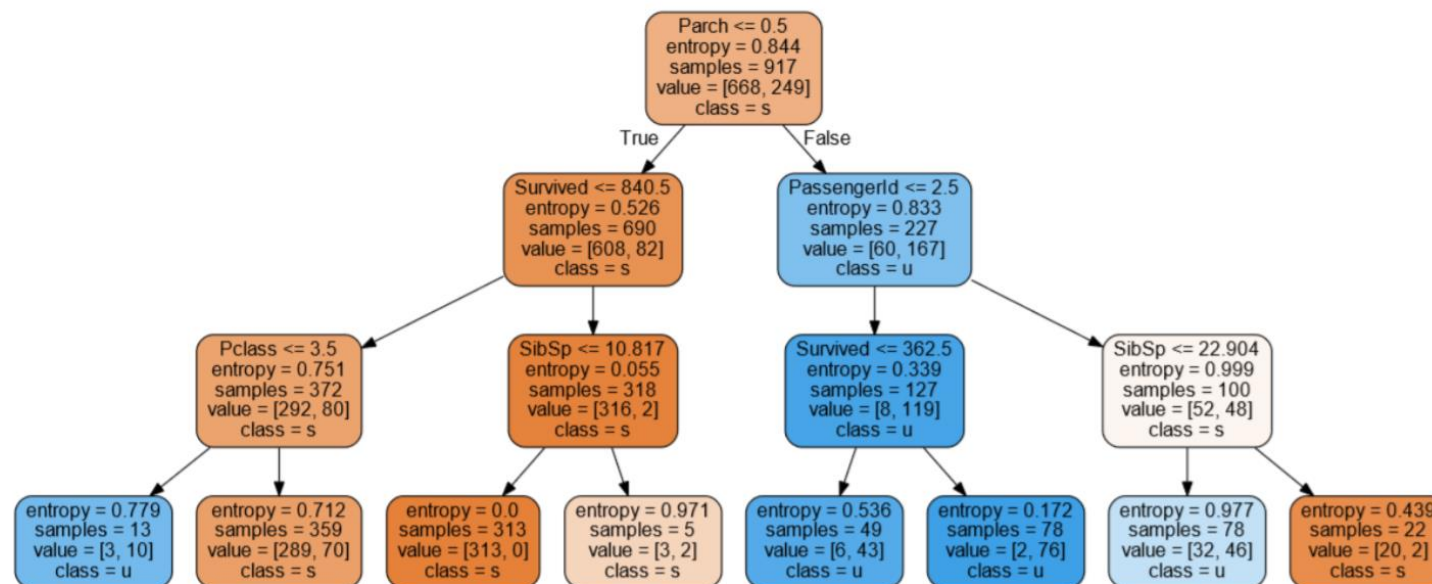 Parch <= 0.5
entropy = 0.844
samples = 917
value = [668, 249]
class = s
True
False
Survived <= 840.5
entropy = 0.526
samples = 690
value = [608, 82]
class = s
PassengerId <= 2.5
entropy = 0.833
samples = 227
value = [60, 167]
class = u
Pclass <= 3.5
entropy = 0.751
samples = 372
value = [292, 80]
class = s
SibSp <= 10.817
entropy = 0.055
samples = 318
value = [316, 2]
class = s
Survived <= 362.5
entropy = 0.339
samples = 127
value = [8, 119]
class = u
SibSp <= 22.904
entropy = 0.999
samples = 100
value = [52, 48]
class = s
entropy = 0.779
samples = 13
value = [3, 10]
class = u
entropy = 0.712
samples = 359
value = [289, 70]
class = s
entropy = 0.0
samples = 313
value = [313, 0]
class = s
entropy = 0.971
samples = 5
value = [3, 2]
class = s
entropy = 0.536
samples = 49
value = [6, 43]
class = u
entropy = 0.172
samples = 78
value = [2, 76]
class = u
entropy = 0.977
samples = 78
value = [32, 46]
class = u
entropy = 0.439
samples = 22
value = [20, 2]
class = s